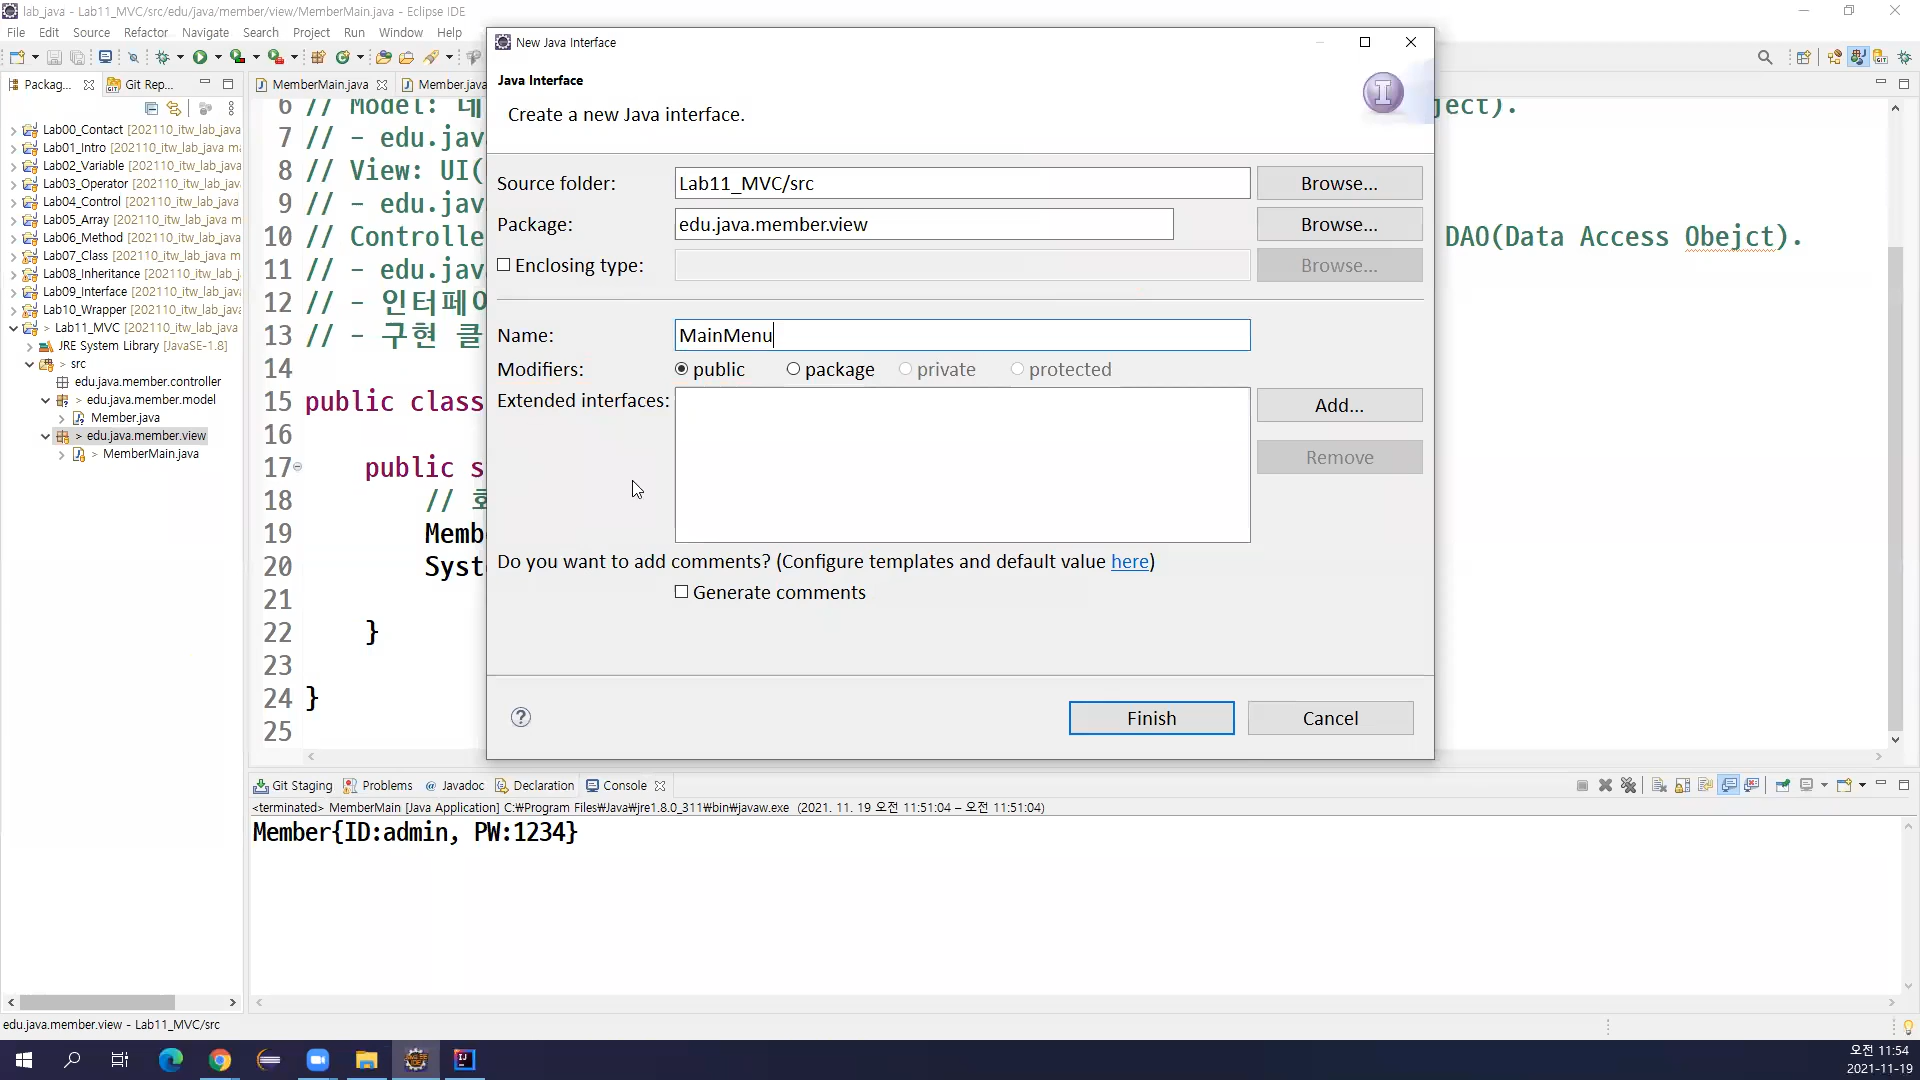 lab_java - Lab11_MVC/src/edu/java/member/view/MemberMain.java - Eclipse IDE
File Edit Source Refactor Navigate Search Project Run Window Help
Packag... Git Rep...
Lab00_Contact [202110_itw_lab_java
Lab01_Intro [202110_itw_lab_java ma
Lab02_Variable [202110_itw_lab_java
Lab03_Operator [202110_itw_lab_jav
Lab04_Control [202110_itw_lab_java
Lab05_Array [202110_itw_lab_java m
Lab06_Method [202110_itw_lab_java
Lab07_Class [202110_itw_lab_java m
Lab08_Inheritance [202110_itw_lab_j
Lab09_Interface [202110_itw_lab_java
Lab10_Wrapper [202110_itw_lab_java
> Lab11_MVC [202110_itw_lab_java
JRE System Library [JavaSE-1.8]
> src
edu.java.member.controller
> edu.java.member.model
Member.java
> edu.java.member.view
> MemberMain.java
MemberMain.java Member.java
6 // Model: 데 ject).
7 // - edu.jav
8 // View: UI(
9 // - edu.jav
10 // Controlle DAO(Data Access Obejct).
11 // - edu.jav
12 // - 인터페이
13 // - 구현 클
14
15 public class
16
17 public s
18 // 회
19 Memb
20 Syst
21
22 }
23
24 }
25
New Java Interface
Java Interface
Create a new Java interface.
Source folder: Lab11_MVC/src Browse...
Package: edu.java.member.view Browse...
Enclosing type: Browse...
Name: MainMenu
Modifiers: public package private protected
Extended interfaces: Add...
Remove
Do you want to add comments? (Configure templates and default value here)
Generate comments
Finish Cancel
Git Staging Problems Javadoc Declaration Console
<terminated> MemberMain [Java Application] C:₩Program Files₩Java₩jre1.8.0_311₩bin₩javaw.exe (2021. 11. 19 오전 11:51:04 – 오전 11:51:04)
Member{ID:admin, PW:1234}
edu.java.member.view - Lab11_MVC/src
오전 11:54
2021-11-19